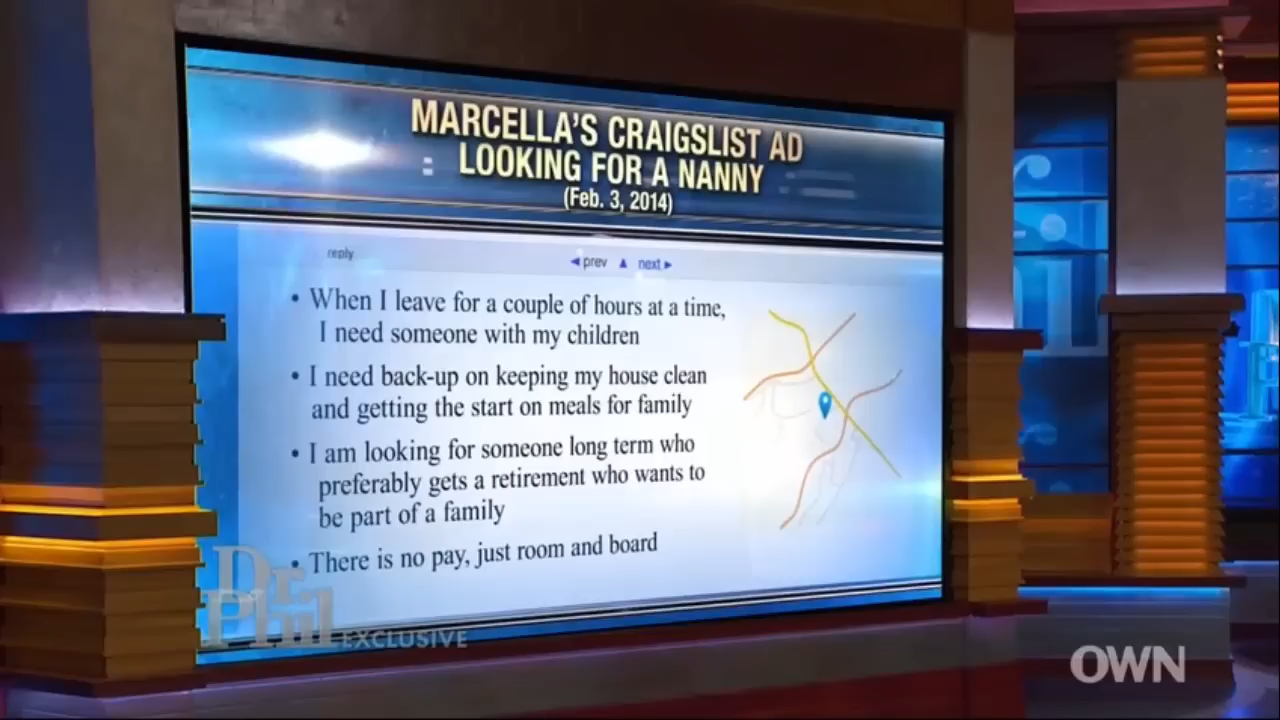 MARCELLA'S CRAIGSLIST AD
LOOKING FOR A NANNY
(Feb. 3, 2014)
reply
◄ prev ▲ next ►
• When I leave for a couple of hours at a time,
I need someone with my children
• I need back-up on keeping my house clean
and getting the start on meals for family
• I am looking for someone long term who
preferably gets a retirement who wants to
be part of a family
• There is no pay, just room and board
Dr.
Phil EXCLUSIVE
OWN